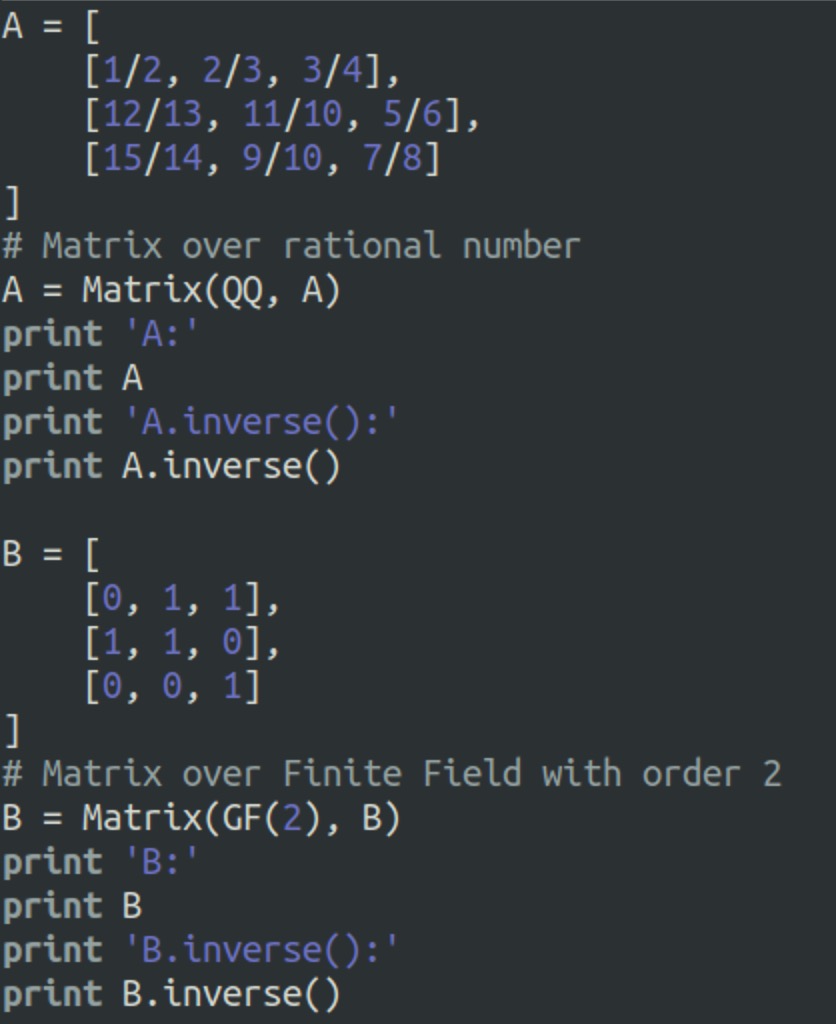 A = [
    [1/2, 2/3, 3/4],
    [12/13, 11/10, 5/6],
    [15/14, 9/10, 7/8]
]
# Matrix over rational number
A = Matrix(QQ, A)
print 'A:'
print A
print 'A.inverse():'
print A.inverse()

B = [
    [0, 1, 1],
    [1, 1, 0],
    [0, 0, 1]
]
# Matrix over Finite Field with order 2
B = Matrix(GF(2), B)
print 'B:'
print B
print 'B.inverse():'
print B.inverse()